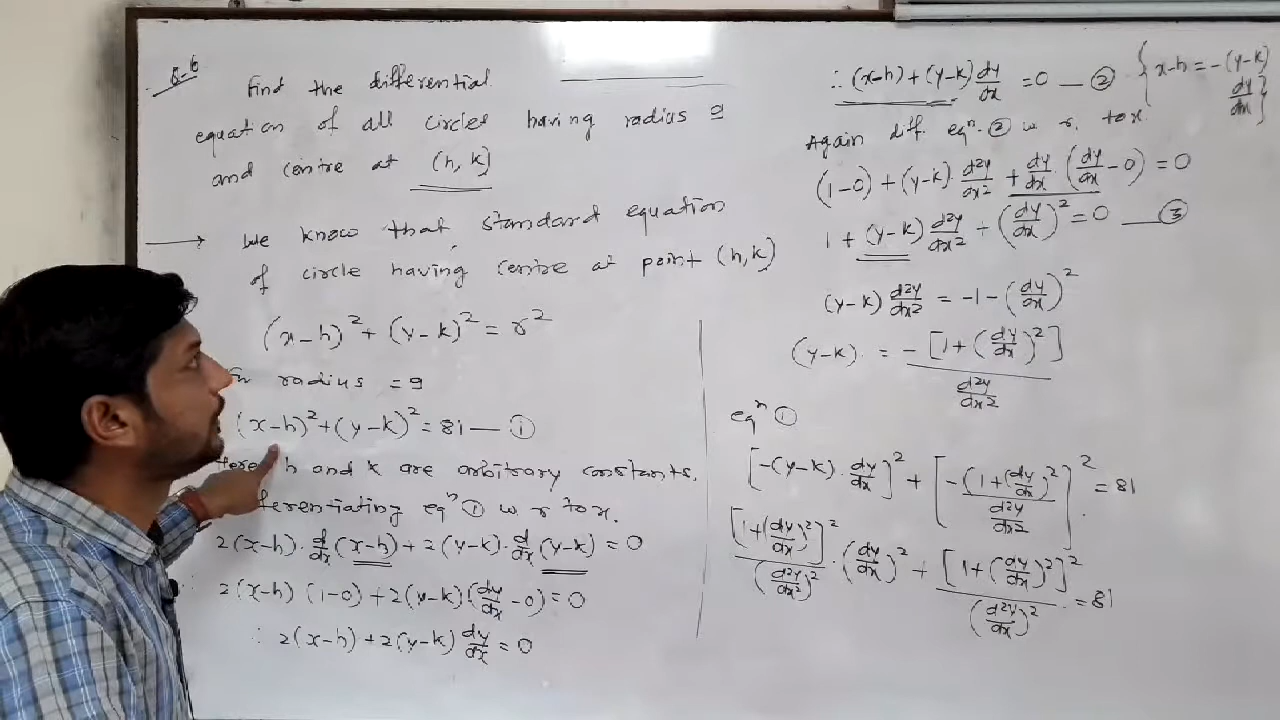 Q-6
Find the differential
equation of all circles having radius 9
and centre at (h, k)
→ We know that standard equation
of circle having centre at point (h, k)
(x-h)² + (y-k)² = r²
radius = 9
(x-h)² + (y-k)² = 81 — ①
Here h and k are arbitrary constants.
ferentiating eqⁿ ① w r to x.
2(x-h) · d/dx (x-h) + 2(y-k) · d/dx (y-k) = 0
∴ 2(x-h) (1-0) + 2(y-k) (dy/dx - 0) = 0
∴ 2(x-h) + 2(y-k) dy/dx = 0
∴ (x-h) + (y-k) dy/dx = 0 — ② { x-h = -(y-k) dy/dx }
Again diff. eqⁿ. ② w r. to x.
(1-0) + (y-k) · d²y/dx² + dy/dx · (dy/dx - 0) = 0
1 + (y-k) d²y/dx² + (dy/dx)² = 0 — ③
(y-k) d²y/dx² = -1 - (dy/dx)²
(y-k) = -[1 + (dy/dx)²] / d²y/dx²
eqⁿ ①
[-(y-k) · dy/dx]² + [-(1 + (dy/dx)²) / d²y/dx²]² = 81
[1 + (dy/dx)²]² / (d²y/dx²)² · (dy/dx)² + [1 + (dy/dx)²]² / (d²y/dx²)² = 81